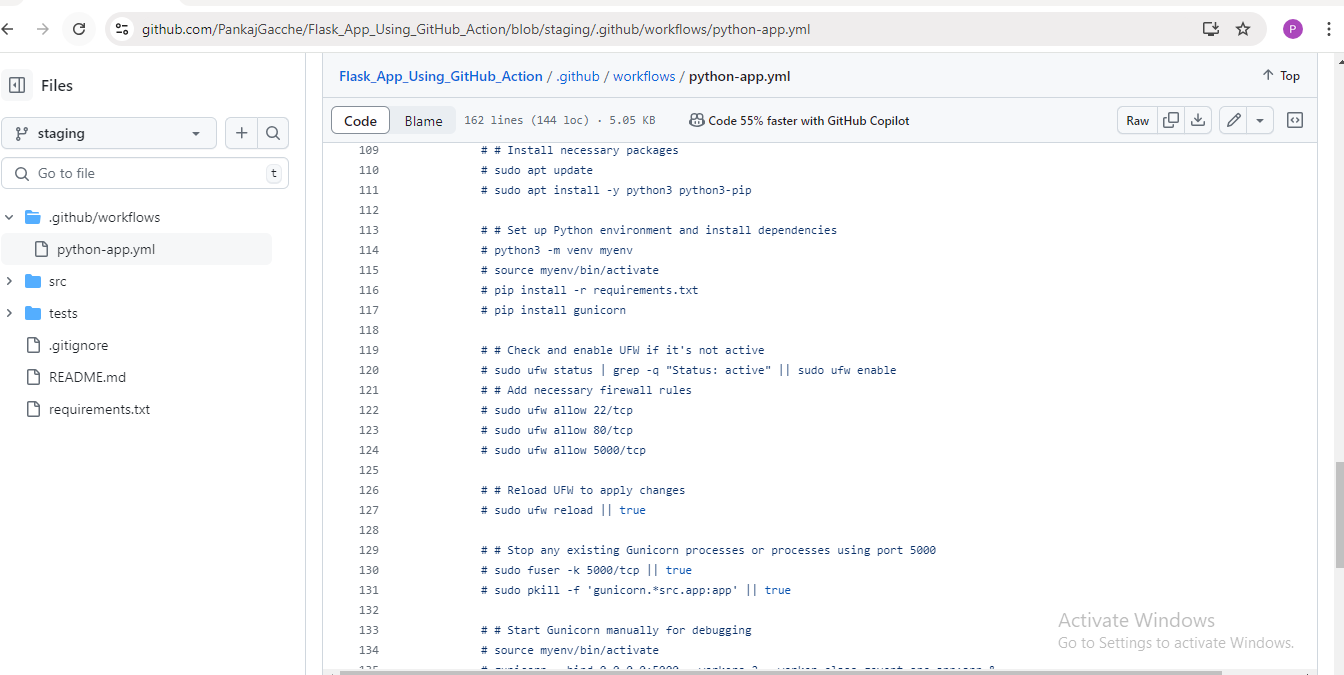 github.com/PankajGacche/Flask_App_Using_GitHub_Action/blob/staging/.github/workflows/python-app.yml
P
Files
staging
Go to file
t
.github/workflows
python-app.yml
src
tests
.gitignore
README.md
requirements.txt
Flask_App_Using_GitHub_Action / .github / workflows / python-app.yml
Top
Code
Blame
162 lines (144 loc) · 5.05 KB
Code 55% faster with GitHub Copilot
Raw
109 # # Install necessary packages
110 # sudo apt update
111 # sudo apt install -y python3 python3-pip
112
113 # # Set up Python environment and install dependencies
114 # python3 -m venv myenv
115 # source myenv/bin/activate
116 # pip install -r requirements.txt
117 # pip install gunicorn
118
119 # # Check and enable UFW if it's not active
120 # sudo ufw status | grep -q "Status: active" || sudo ufw enable
121 # # Add necessary firewall rules
122 # sudo ufw allow 22/tcp
123 # sudo ufw allow 80/tcp
124 # sudo ufw allow 5000/tcp
125
126 # # Reload UFW to apply changes
127 # sudo ufw reload || true
128
129 # # Stop any existing Gunicorn processes or processes using port 5000
130 # sudo fuser -k 5000/tcp || true
131 # sudo pkill -f 'gunicorn.*src.app:app' || true
132
133 # # Start Gunicorn manually for debugging
134 # source myenv/bin/activate
Activate Windows
Go to Settings to activate Windows.